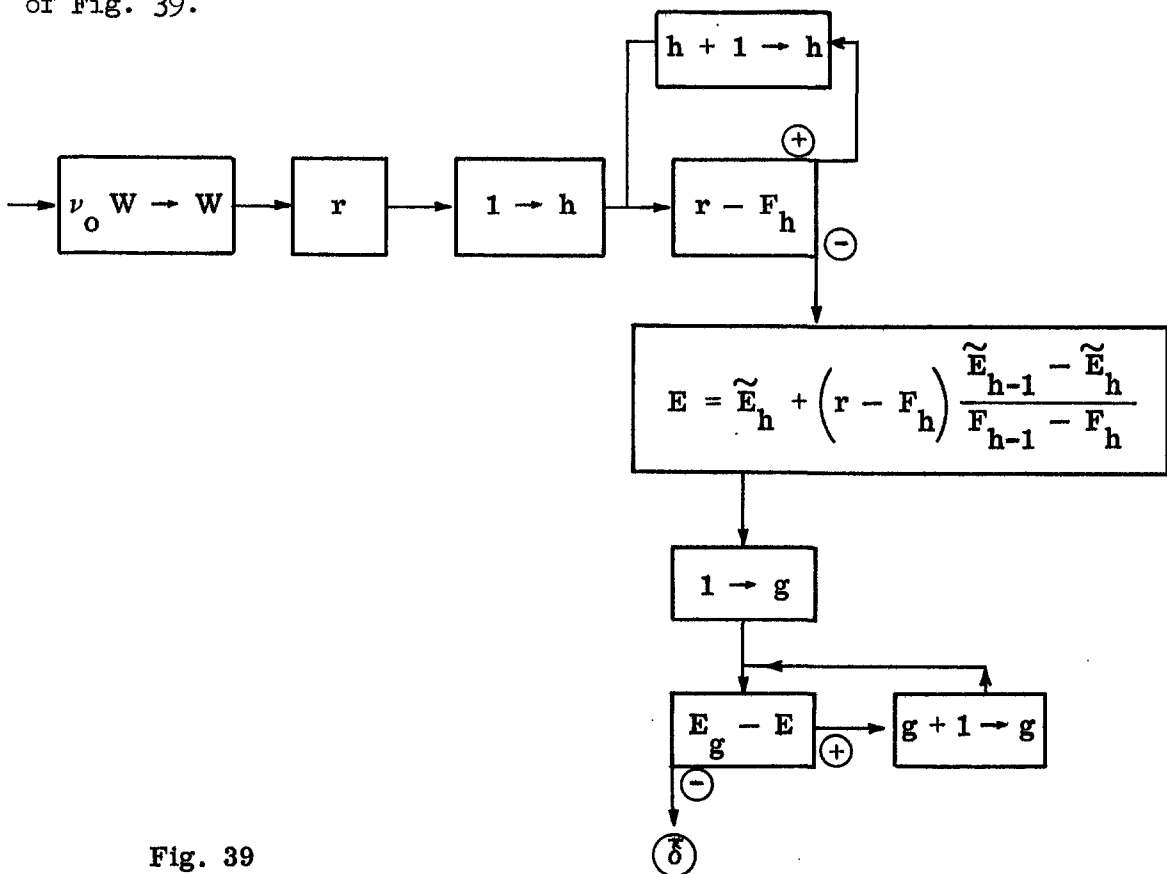 of Fig. 39.
h + 1 → h
ν_o W → W
r
1 → h
r − F_h
+
−
E = Ẽ_h + (r − F_h) (Ẽ_{h-1} − Ẽ_h) / (F_{h-1} − F_h)
1 → g
E_g − E
+
g + 1 → g
−
Fig. 39